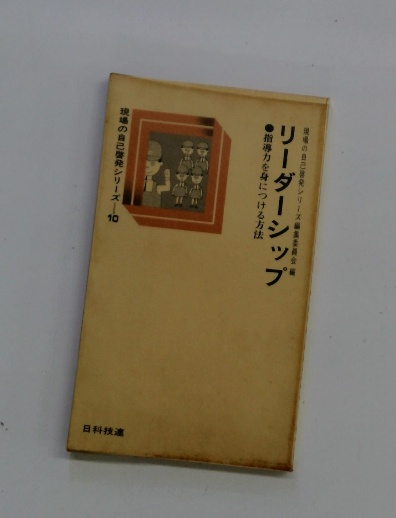 現場の自己啓発シリーズ編集委員会 編
リーダーシップ
●指導力を身につける方法
現場の自己啓発シリーズ—10
日科技連